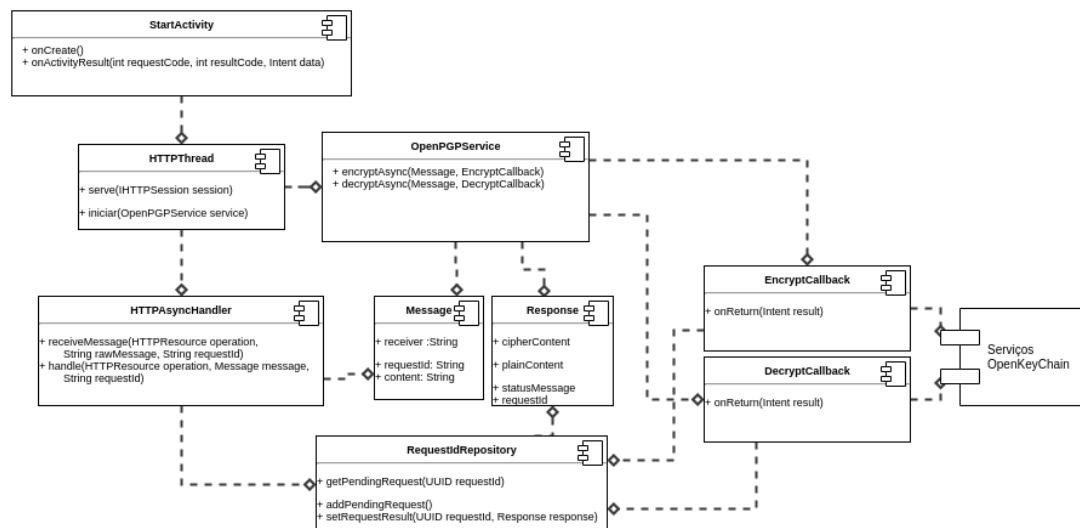 StartActivity
+ onCreate()
+ onActivityResult(int requestCode, int resultCode, Intent data)
HTTPThread
+ serve(IHTTPSession session)
+ iniciar(OpenPGPService service)
OpenPGPService
+ encryptAsync(Message, EncryptCallback)
+ decryptAsync(Message, DecryptCallback)
HTTPAsyncHandler
+ receiveMessage(HTTPResource operation,
String rawMessage, String requestId)
+ handle(HTTPResource operation, Message message,
String requestId)
Message
+ receiver :String
+ requestId: String
+ content: String
Response
+ cipherContent
+ plainContent
+ statusMessage
+ requestId
EncryptCallback
+ onReturn(Intent result)
DecryptCallback
+ onReturn(Intent result)
Serviços
OpenKeyChain
RequestIdRepository
+ getPendingRequest(UUID requestId)
+ addPendingRequest()
+ setRequestResult(UUID requestId, Response response)